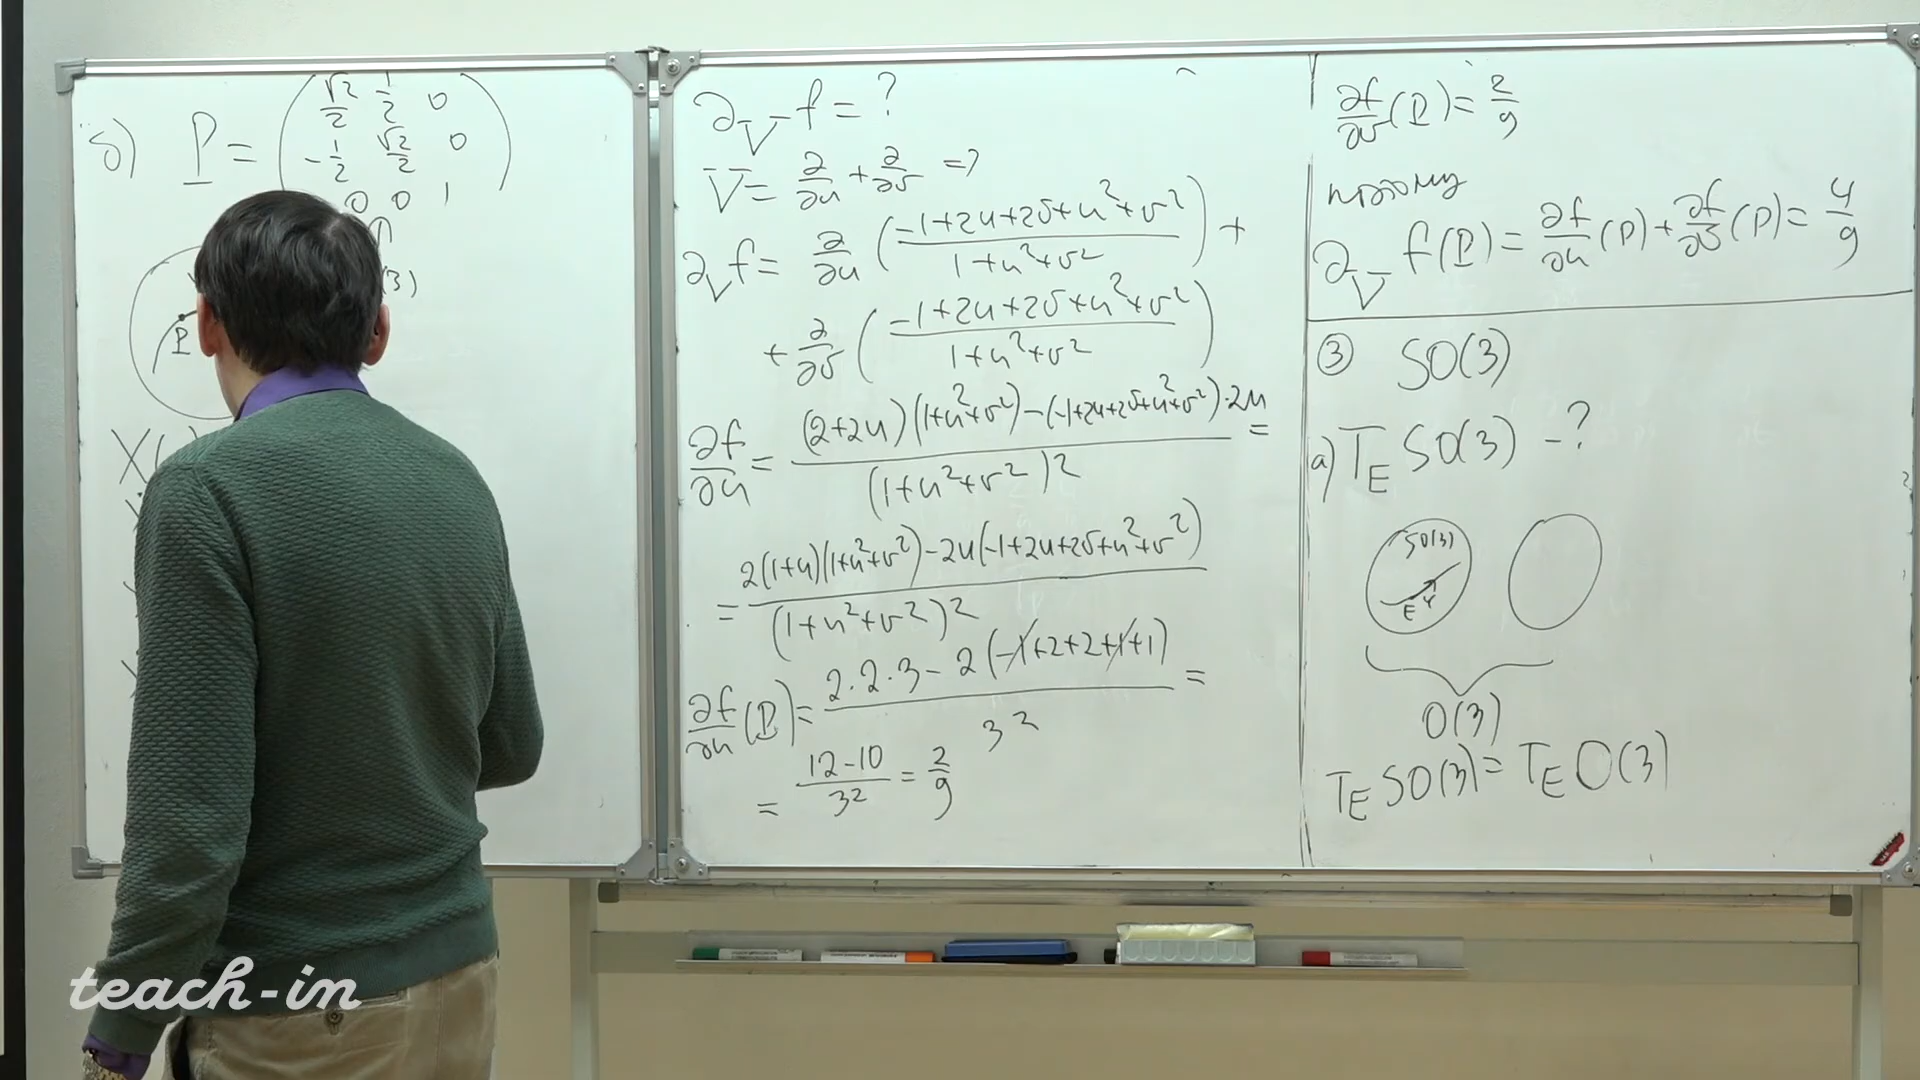 б) P = ( √2/2 1/2 0
-1/2 √2/2 0
0 0 1 )
(3)
P
X(
∂_V f = ?
V = ∂/∂u + ∂/∂v =>
∂_V f = ∂/∂u ( (-1+2u+2v+u²+v²) / (1+u²+v²) ) +
+ ∂/∂v ( (-1+2u+2v+u²+v²) / (1+u²+v²) )
∂f/∂u = ( (2+2u)(1+u²+v²) - (-1+2u+2v+u²+v²)·2u ) / (1+u²+v²)² =
= ( 2(1+u)(1+u²+v²) - 2u(-1+2u+2v+u²+v²) ) / (1+u²+v²)²
∂f/∂u (P) = ( 2·2·3 - 2(-1+2+2+1+1) ) / 3² =
= (12-10) / 3² = 2/9
∂f/∂v (P) = 2/9
поэтому
∂_V f(P) = ∂f/∂u (P) + ∂f/∂v (P) = 4/9
③ SO(3)
а) T_E SO(3) - ?
SO(3)
E Y
O(3)
T_E SO(3) = T_E O(3)
teach-in